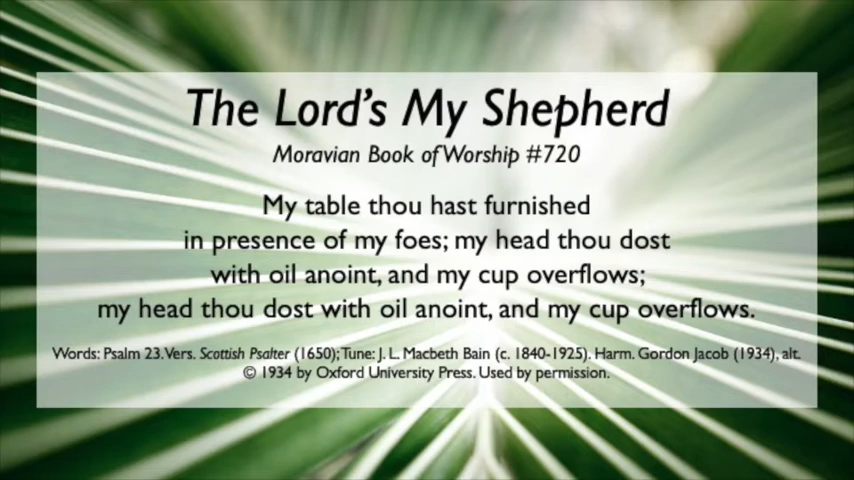 The Lord's My Shepherd
Moravian Book of Worship #720
My table thou hast furnished
in presence of my foes; my head thou dost
with oil anoint, and my cup overflows;
my head thou dost with oil anoint, and my cup overflows.
Words: Psalm 23. Vers. Scottish Psalter (1650); Tune: J. L. Macbeth Bain (c. 1840-1925). Harm. Gordon Jacob (1934), alt.
© 1934 by Oxford University Press. Used by permission.